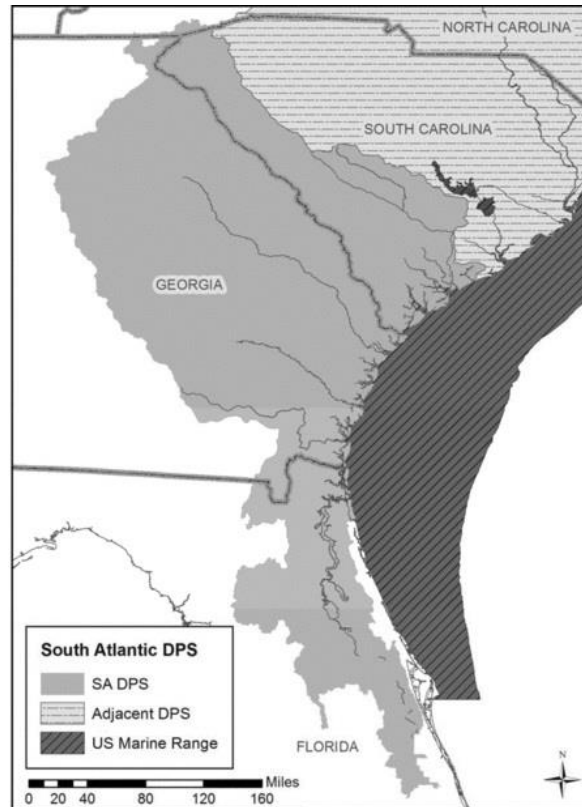 NORTH CAROLINA
SOUTH CAROLINA
GEORGIA
South Atlantic DPS
SA DPS
Adjacent DPS
US Marine Range
FLORIDA
Miles
0 20 40 80 120 160
N